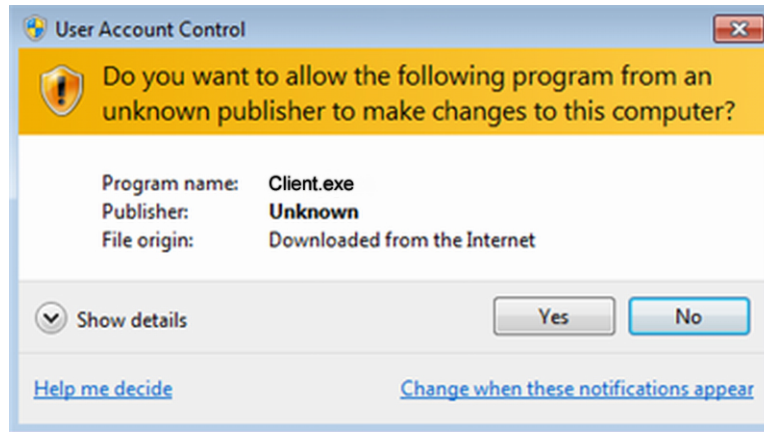 User Account Control
Do you want to allow the following program from an
unknown publisher to make changes to this computer?
Program name: Client.exe
Publisher: Unknown
File origin: Downloaded from the Internet
Show details
Yes
No
Help me decide
Change when these notifications appear